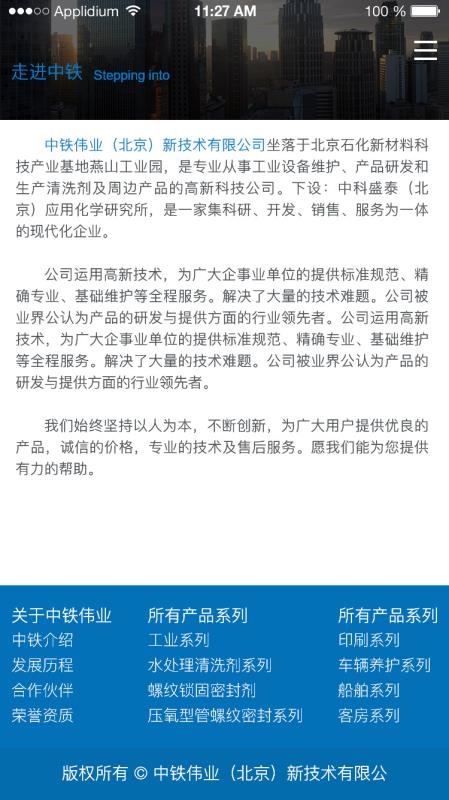 Applidium 11:27 AM 100 %
走进中铁 Stepping into
中铁伟业（北京）新技术有限公司坐落于北京石化新材料科
技产业基地燕山工业园，是专业从事工业设备维护、产品研发和
生产清洗剂及周边产品的高新科技公司。下设：中科盛泰（北
京）应用化学研究所，是一家集科研、开发、销售、服务为一体
的现代化企业。
公司运用高新技术，为广大企事业单位的提供标准规范、精
确专业、基础维护等全程服务。解决了大量的技术难题。公司被
业界公认为产品的研发与提供方面的行业领先者。公司运用高新
技术，为广大企事业单位的提供标准规范、精确专业、基础维护
等全程服务。解决了大量的技术难题。公司被业界公认为产品的
研发与提供方面的行业领先者。
我们始终坚持以人为本，不断创新，为广大用户提供优良的
产品，诚信的价格，专业的技术及售后服务。愿我们能为您提供
有力的帮助。
关于中铁伟业 所有产品系列 所有产品系列
中铁介绍 工业系列 印刷系列
发展历程 水处理清洗剂系列 车辆养护系列
合作伙伴 螺纹锁固密封剂 船舶系列
荣誉资质 压氧型管螺纹密封系列 客房系列
版权所有 © 中铁伟业（北京）新技术有限公